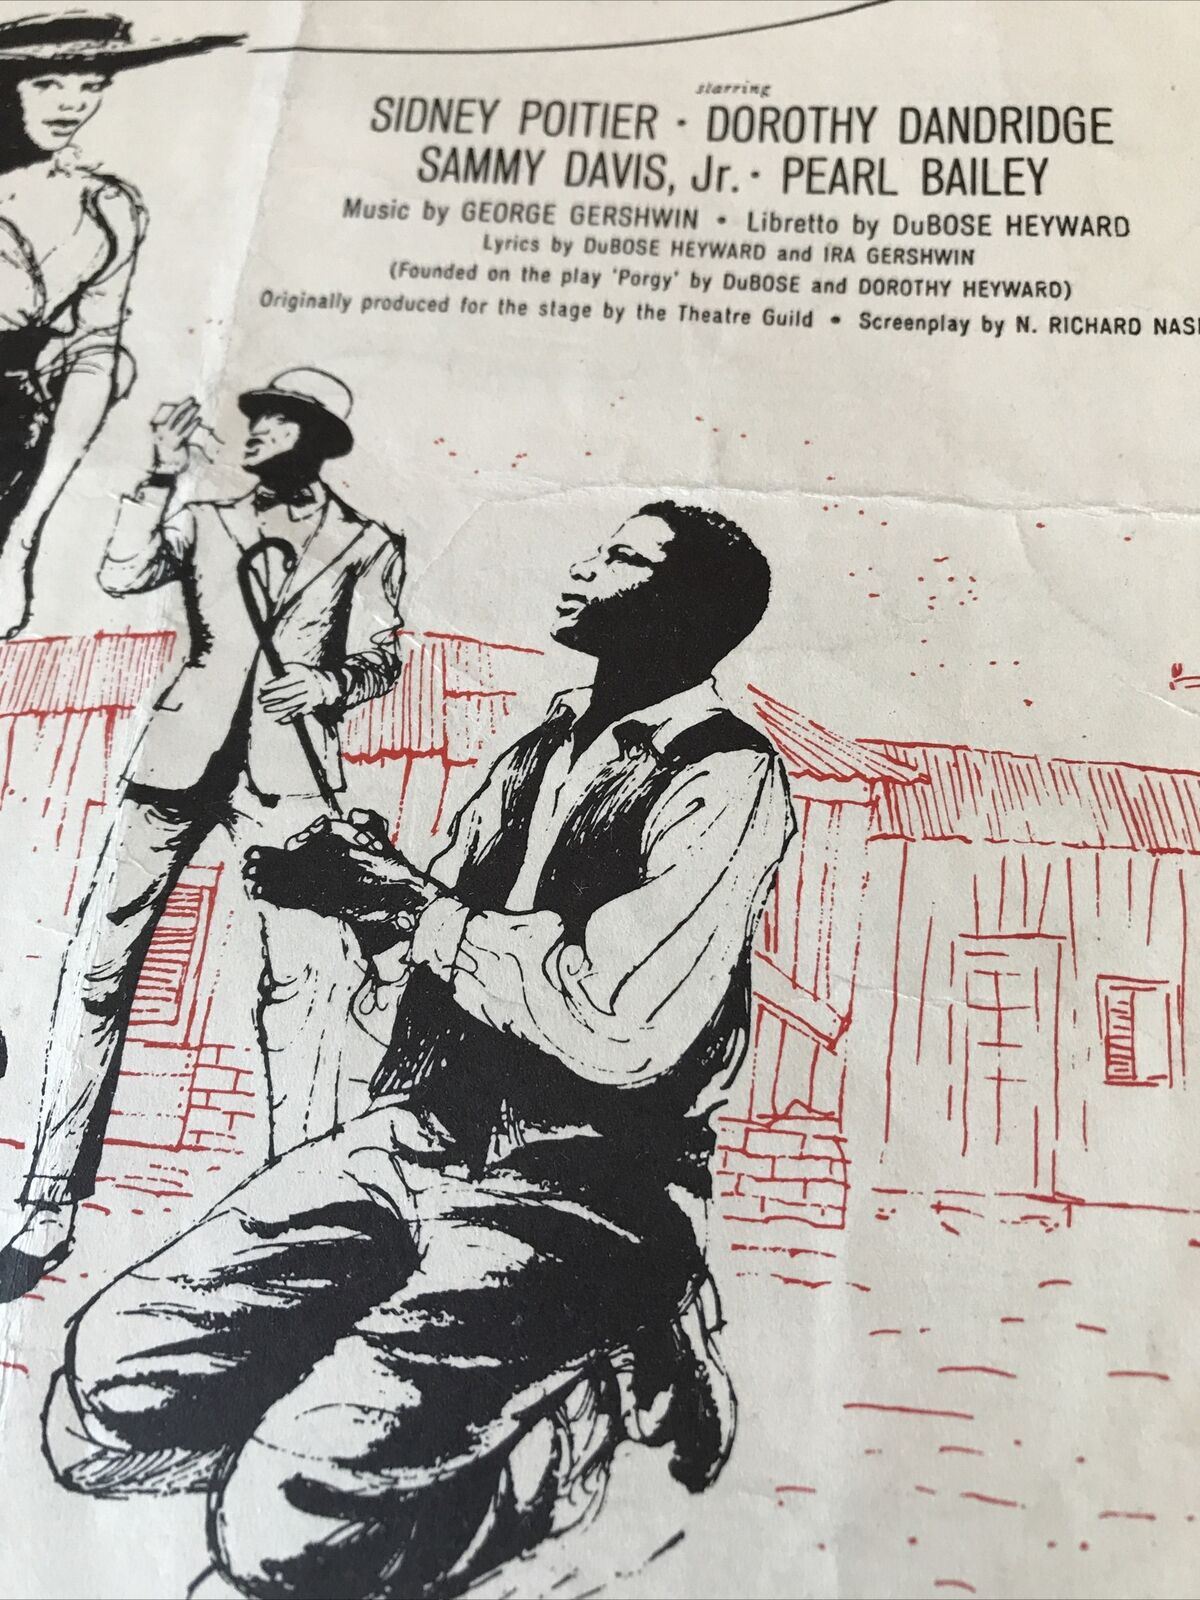 starring
SIDNEY POITIER · DOROTHY DANDRIDGE
SAMMY DAVIS, Jr. · PEARL BAILEY
Music by GEORGE GERSHWIN • Libretto by DuBOSE HEYWARD
Lyrics by DuBOSE HEYWARD and IRA GERSHWIN
(Founded on the play 'Porgy' by DuBOSE and DOROTHY HEYWARD)
Originally produced for the stage by the Theatre Guild • Screenplay by N. RICHARD NAS